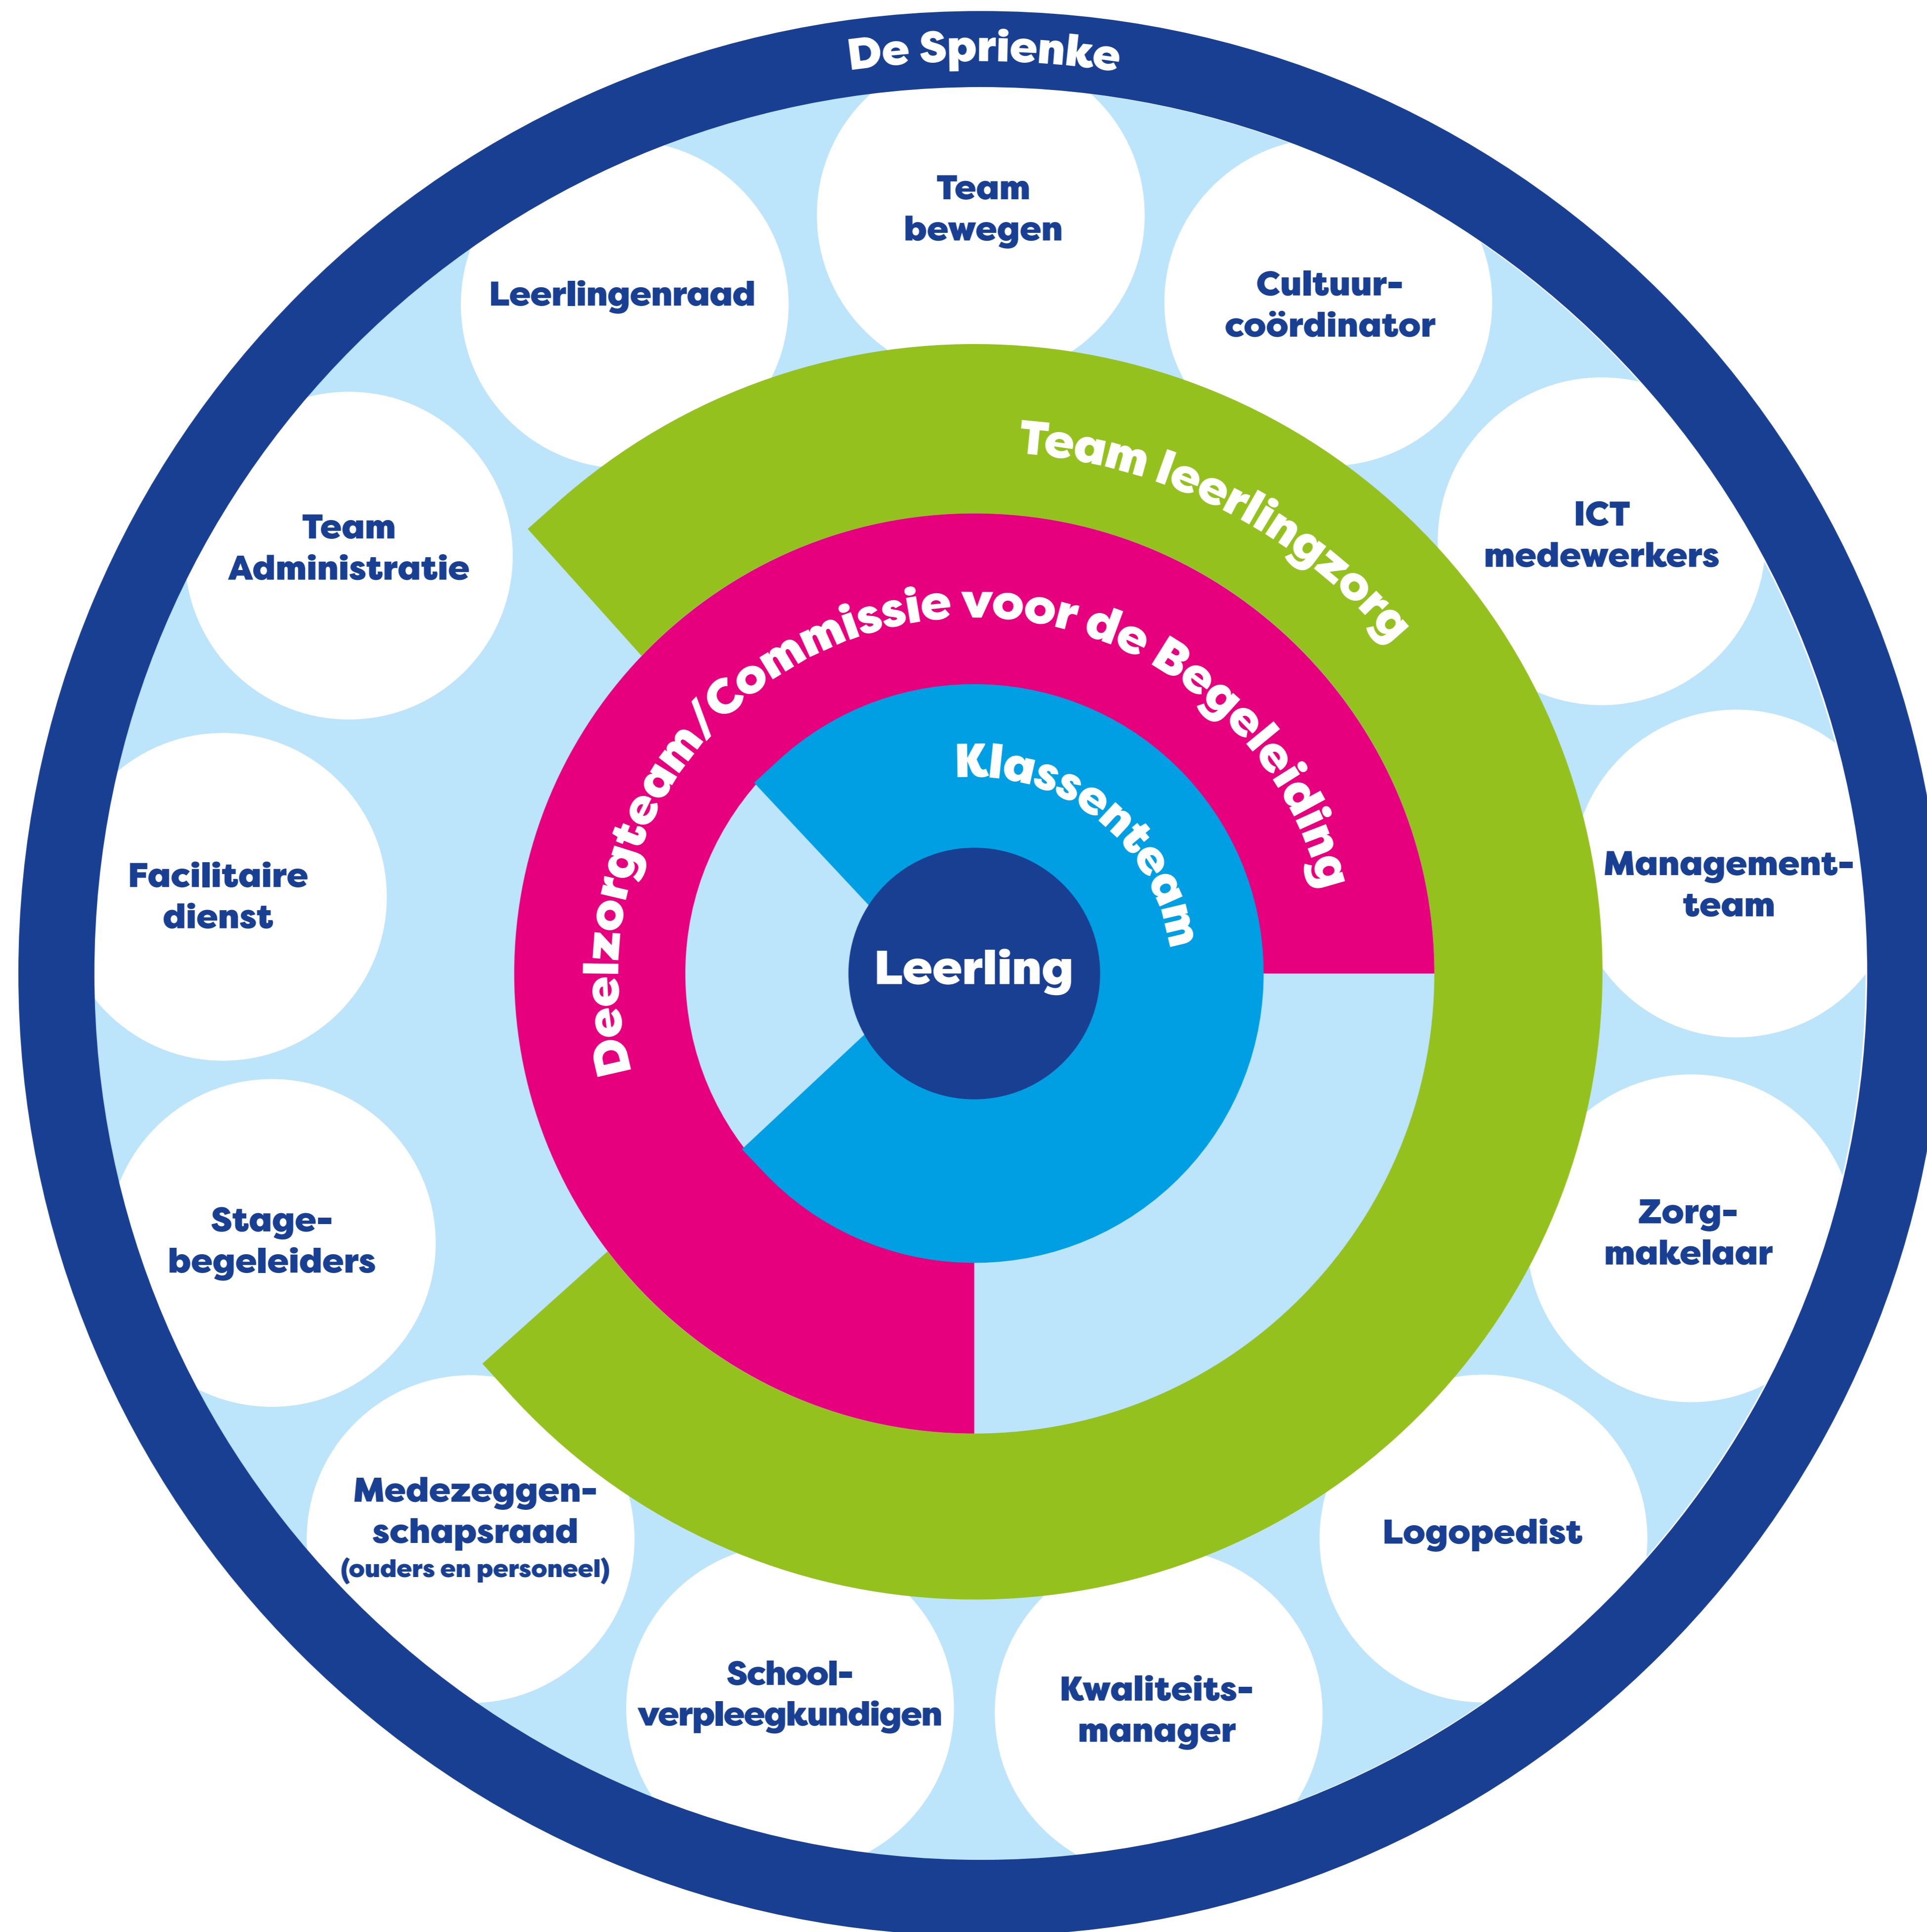 De Sprienke
Team
bewegen
Cultuur-
coördinator
ICT
medewerkers
Management-
team
Zorg-
makelaar
Logopedist
Kwaliteits-
manager
School-
verpleegkundigen
Medezeggen-
schapsraad
(ouders en personeel)
Stage-
begeleiders
Facilitaire
dienst
Team
Administratie
Leerlingenraad
Team leerlingzorg
Deelzorgteam/Commissie voor de Begeleiding
Klassenteam
Leerling